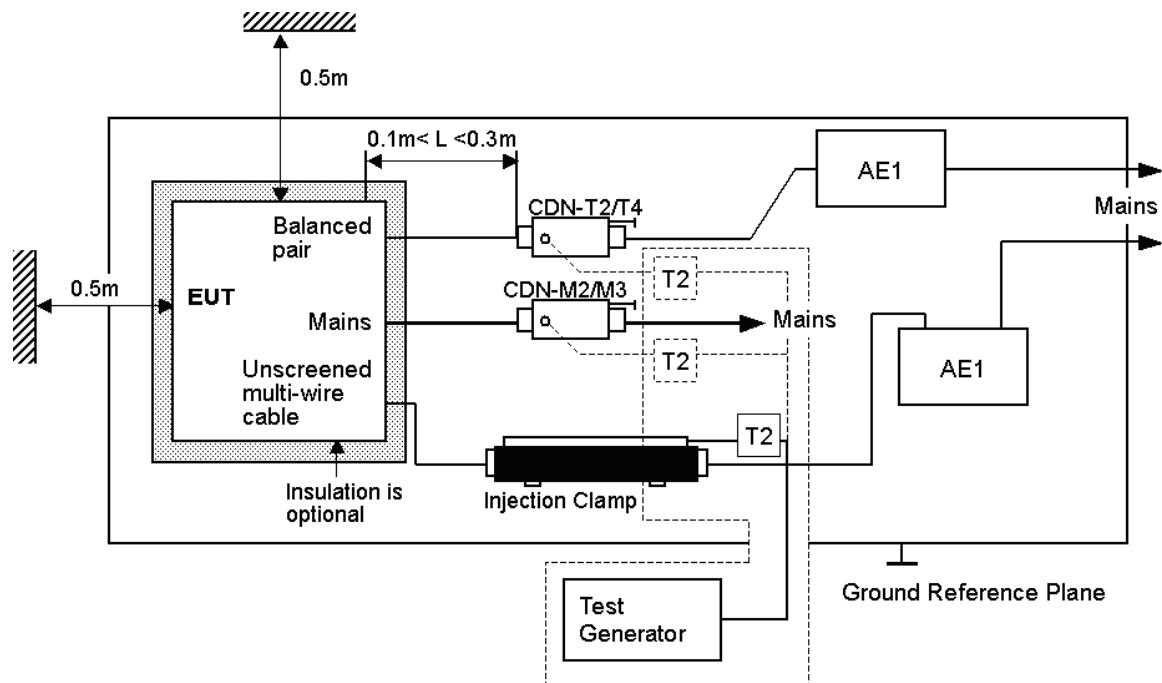 0.5m
0.1m< L <0.3m
AE1
CDN-T2/T4
Mains
Balanced
pair
T2
0.5m
EUT
CDN-M2/M3
Mains
Mains
T2
AE1
Unscreened
multi-wire
cable
T2
Insulation is
optional
Injection Clamp
Test
Generator
Ground Reference Plane